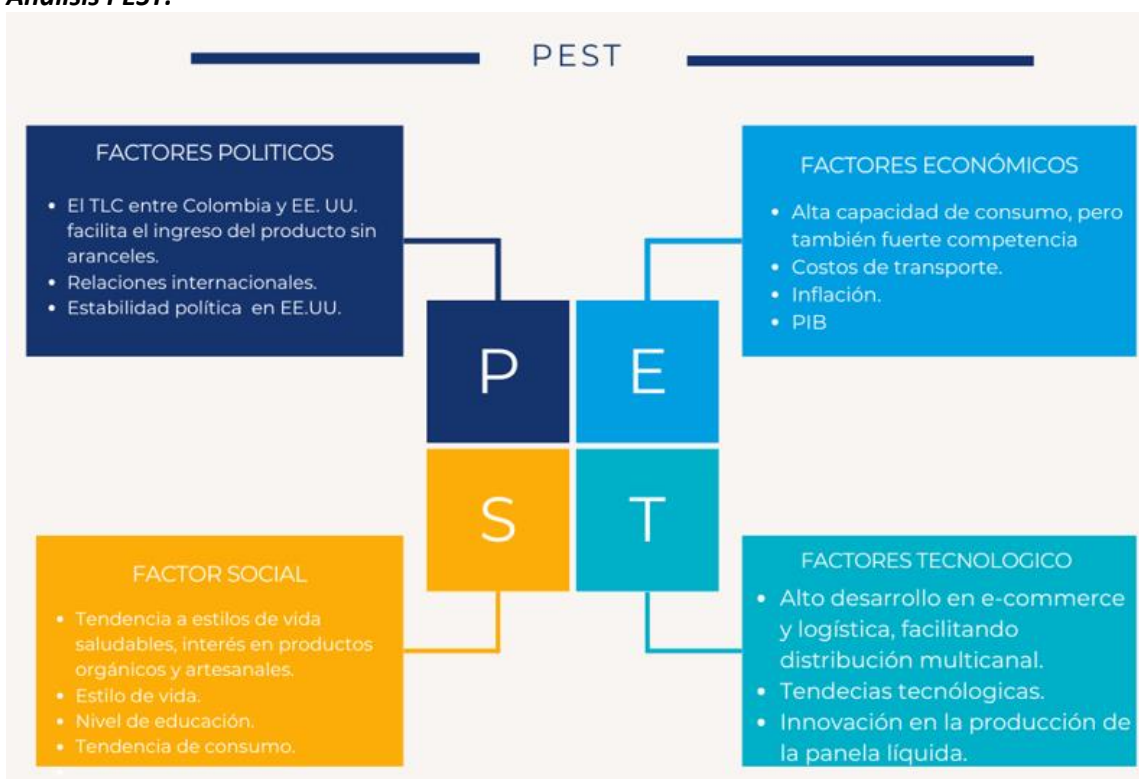 Análisis PEST:
PEST
FACTORES POLITICOS
• El TLC entre Colombia y EE. UU.
facilita el ingreso del producto sin
aranceles.
• Relaciones internacionales.
• Estabilidad política en EE.UU.
FACTORES ECONÓMICOS
• Alta capacidad de consumo, pero
también fuerte competencia
• Costos de transporte.
• Inflación.
• PIB
P
E
S
T
FACTOR SOCIAL
• Tendencia a estilos de vida
saludables, interés en productos
orgánicos y artesanales.
• Estilo de vida.
• Nivel de educación.
• Tendencia de consumo.
FACTORES TECNOLOGICO
• Alto desarrollo en e-commerce
y logística, facilitando
distribución multicanal.
• Tendecias tecnólogicas.
• Innovación en la producción de
la panela líquida.